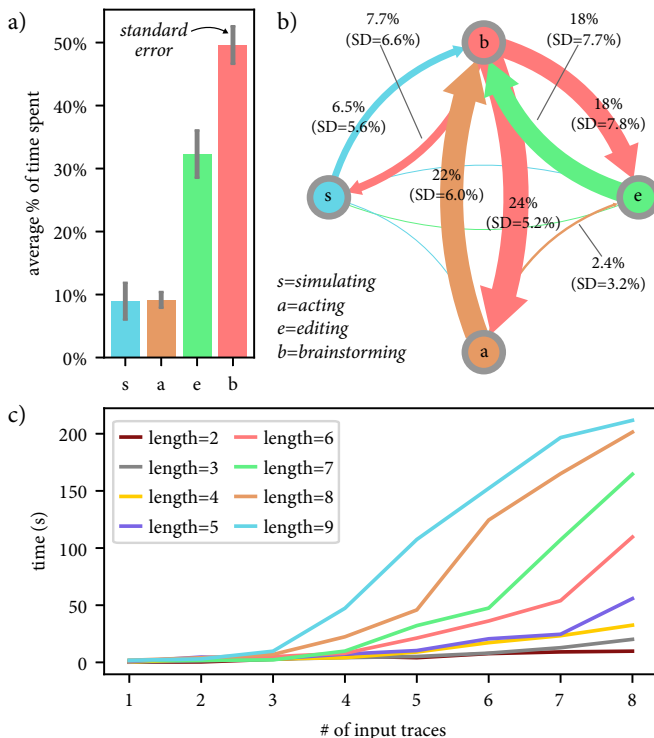 a)
average % of time spent
50%
40%
30%
20%
10%
0%
standard
error
s
a
e
b
b)
7.7%
(SD=6.6%)
18%
(SD=7.7%)
b
6.5%
(SD=5.6%)
18%
(SD=7.8%)
s
22%
(SD=6.0%)
24%
(SD=5.2%)
e
2.4%
(SD=3.2%)
a
s=simulating
a=acting
e=editing
b=brainstorming
c)
time (s)
200
150
100
50
0
length=2
length=3
length=4
length=5
length=6
length=7
length=8
length=9
1 2 3 4 5 6 7 8
# of input traces